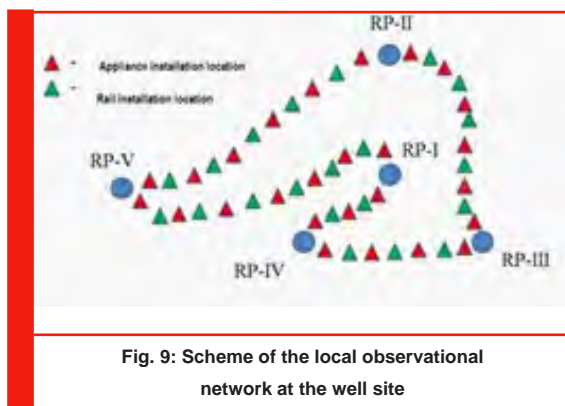 RP-II
- Appliance installation location
- Rail installation location
RP-V
RP-I
RP-IV
RP-III
Fig. 9: Scheme of the local observational
network at the well site